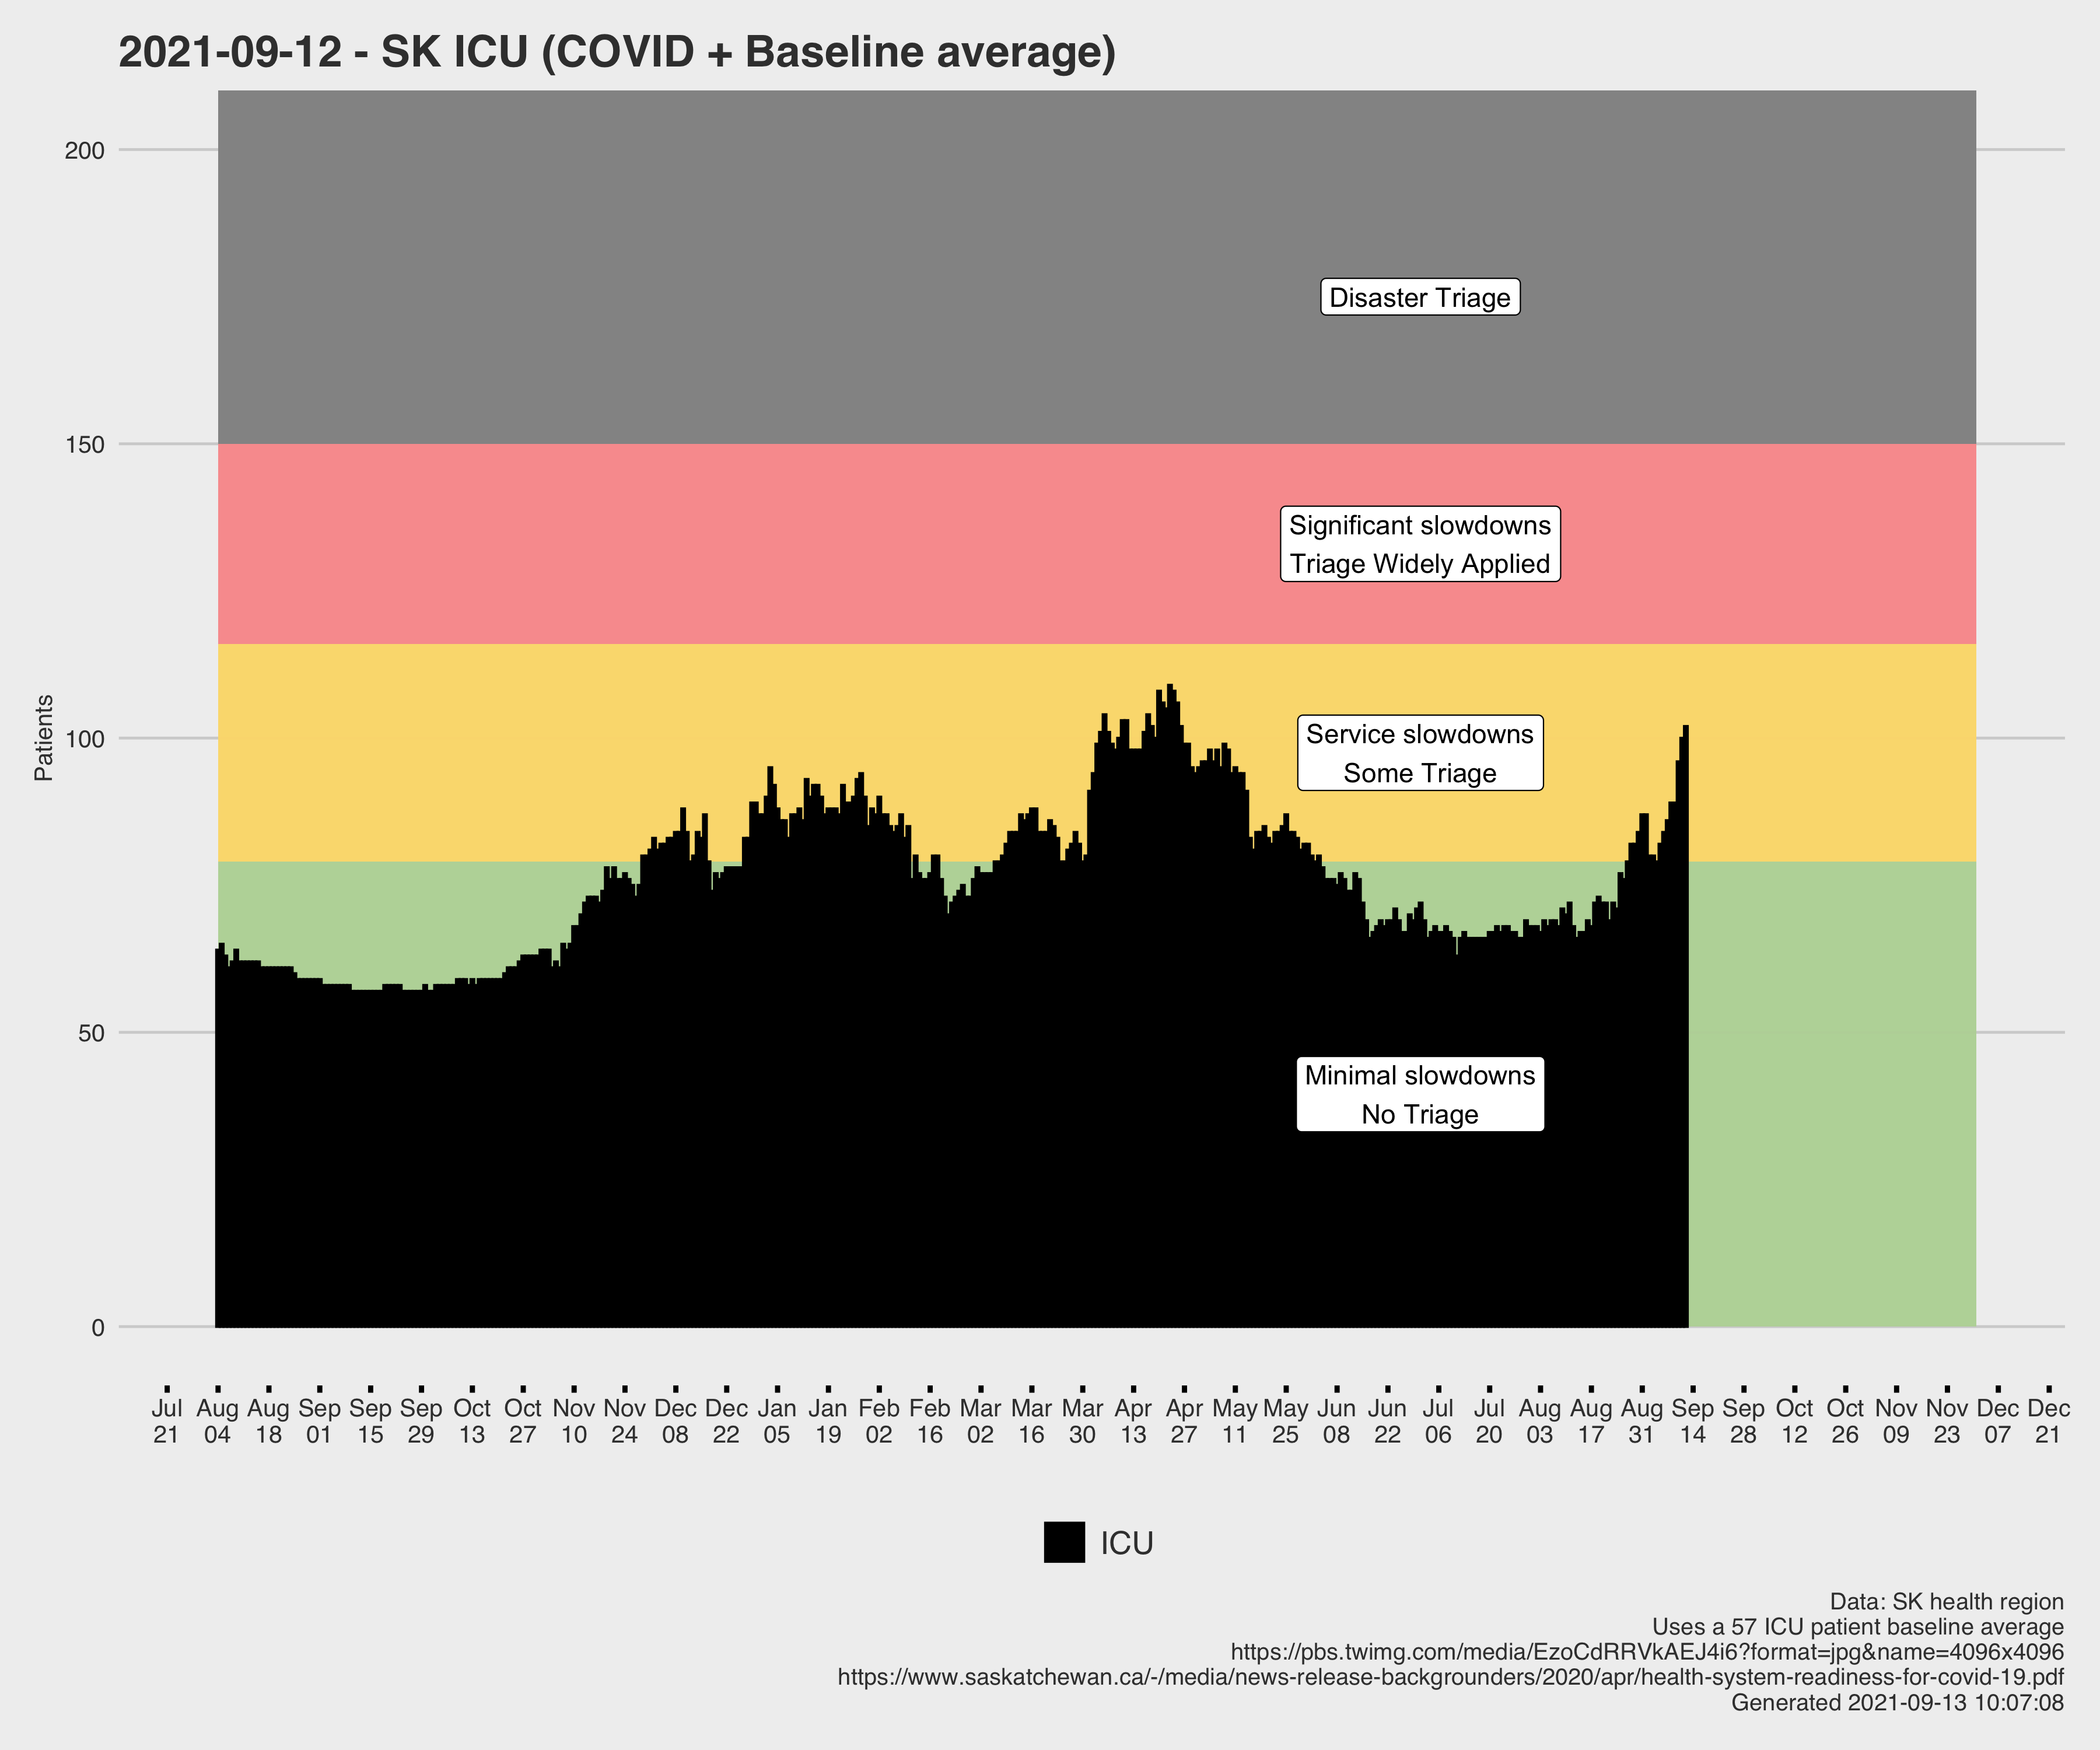 2021-09-12 - SK ICU (COVID + Baseline average)
200
150
100
50
0
Patients
Disaster Triage
Significant slowdowns
Triage Widely Applied
Service slowdowns
Some Triage
Minimal slowdowns
No Triage
Jul Aug Aug Sep Sep Sep Oct Oct Nov Nov Dec Dec Jan Jan Feb Feb Mar Mar Mar Apr Apr May May Jun Jun Jul Jul Aug Aug Aug Sep Sep Oct Oct Nov Nov Dec Dec
21 04 18 01 15 29 13 27 10 24 08 22 05 19 02 16 02 16 30 13 27 11 25 08 22 06 20 03 17 31 14 28 12 26 09 23 07 21
ICU
Data: SK health region
Uses a 57 ICU patient baseline average
https://pbs.twimg.com/media/EzoCdRRVkAEJ4i6?format=jpg&name=4096x4096
https://www.saskatchewan.ca/-/media/news-release-backgrounders/2020/apr/health-system-readiness-for-covid-19.pdf
Generated 2021-09-13 10:07:08